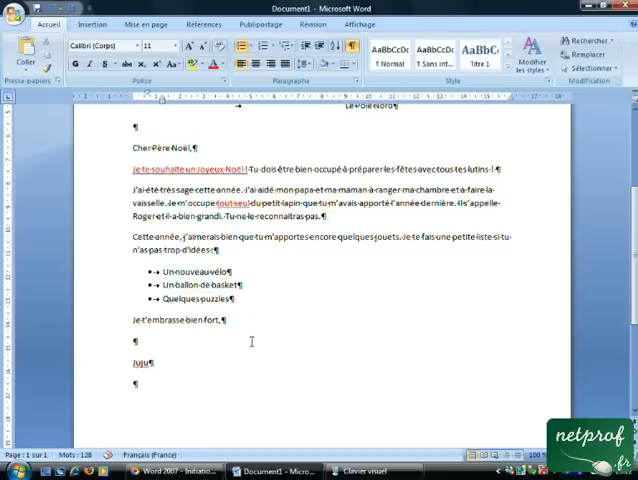 Document1 - Microsoft Word
Accueil Insertion Mise en page Références Publipostage Révision Affichage
Calibri (Corps) 11
Coller
AaBbCcDc AaBbCcDc AaBbC
¶ Normal ¶ Sans int... Titre 1
Modifier les styles
Rechercher
Remplacer
Sélectionner
Presse-papiers Police Paragraphe Style Modification
Le Pôle Nord¶
¶
Cher Père Noël,¶
Je te souhaite un Joyeux Noël ! Tu dois être bien occupé à préparer les fêtes avec tous tes lutins ! ¶
J'ai été très sage cette année. J'ai aidé mon papa et ma maman à ranger ma chambre et à faire la
vaisselle. Je m'occupe tout seul du petit lapin que tu m'avais apporté l'année dernière. Ils s'appelle
Roger et il a bien grandi. Tu ne le reconnaitras pas.¶
Cette année, j'aimerais bien que tu m'apportes encore quelques jouets. Je te fais une petite liste si tu
n'as pas trop d'idées :¶
• Un nouveau vélo¶
• Un ballon de basket¶
• Quelques puzzles¶
Je t'embrasse bien fort,¶
¶
Juju¶
¶
Page : 1 sur 1 Mots : 128 Français (France) 100 %
Word 2007 - Initiatio... Document1 - Micros... Clavier visuel
netprof
.fr